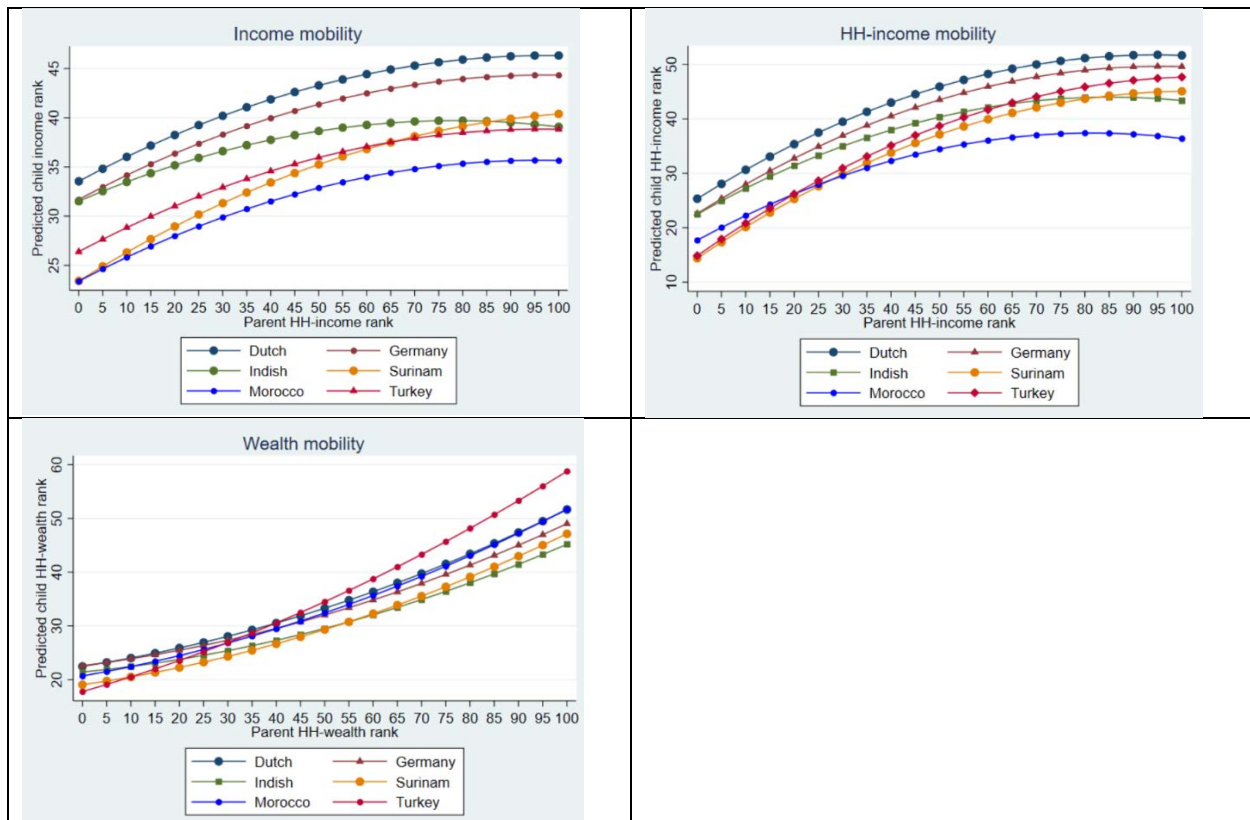 Income mobility
Predicted child income rank
45
40
35
30
25
0 5 10 15 20 25 30 35 40 45 50 55 60 65 70 75 80 85 90 95 100
Parent HH-income rank
Dutch Germany
Indish Surinam
Morocco Turkey
HH-income mobility
Predicted child HH-income rank
50
40
30
20
10
0 5 10 15 20 25 30 35 40 45 50 55 60 65 70 75 80 85 90 95 100
Parent HH-income rank
Dutch Germany
Indish Surinam
Morocco Turkey
Wealth mobility
Predicted child HH-wealth rank
60
50
40
30
20
0 5 10 15 20 25 30 35 40 45 50 55 60 65 70 75 80 85 90 95 100
Parent HH-wealth rank
Dutch Germany
Indish Surinam
Morocco Turkey